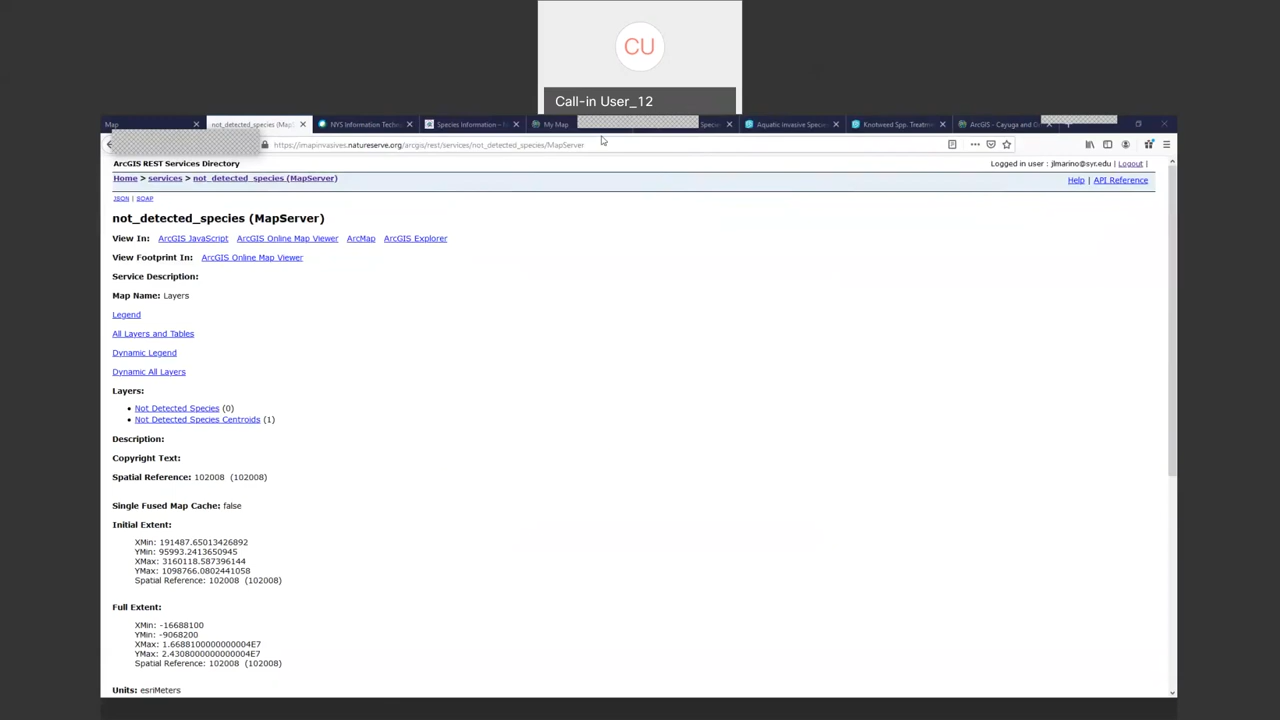 CU
Call-in User_12
Map
not_detected_species (Map
NYS Information Techn
Species Information –
My Map
Specie
Aquatic Invasive Species
Knotweed Spp. Treatme
ArcGIS - Cayuga and O
https://imapinvasives.natureserve.org/arcgis/rest/services/not_detected_species/MapServer
ArcGIS REST Services Directory
Logged in user : jlmarino@syr.edu | Logout |
Home > services > not_detected_species (MapServer)
Help | API Reference
JSON | SOAP
not_detected_species (MapServer)
View In: ArcGIS JavaScript ArcGIS Online Map Viewer ArcMap ArcGIS Explorer
View Footprint In: ArcGIS Online Map Viewer
Service Description:
Map Name: Layers
Legend
All Layers and Tables
Dynamic Legend
Dynamic All Layers
Layers:
• Not Detected Species (0)
• Not Detected Species Centroids (1)
Description:
Copyright Text:
Spatial Reference: 102008 (102008)
Single Fused Map Cache: false
Initial Extent:
XMin: 191487.65013426892
YMin: 95993.2413650945
XMax: 3160118.587396144
YMax: 1098766.0802441058
Spatial Reference: 102008 (102008)
Full Extent:
XMin: -16688100
YMin: -9068200
XMax: 1.6688100000000004E7
YMax: 2.4308000000000004E7
Spatial Reference: 102008 (102008)
Units: esriMeters